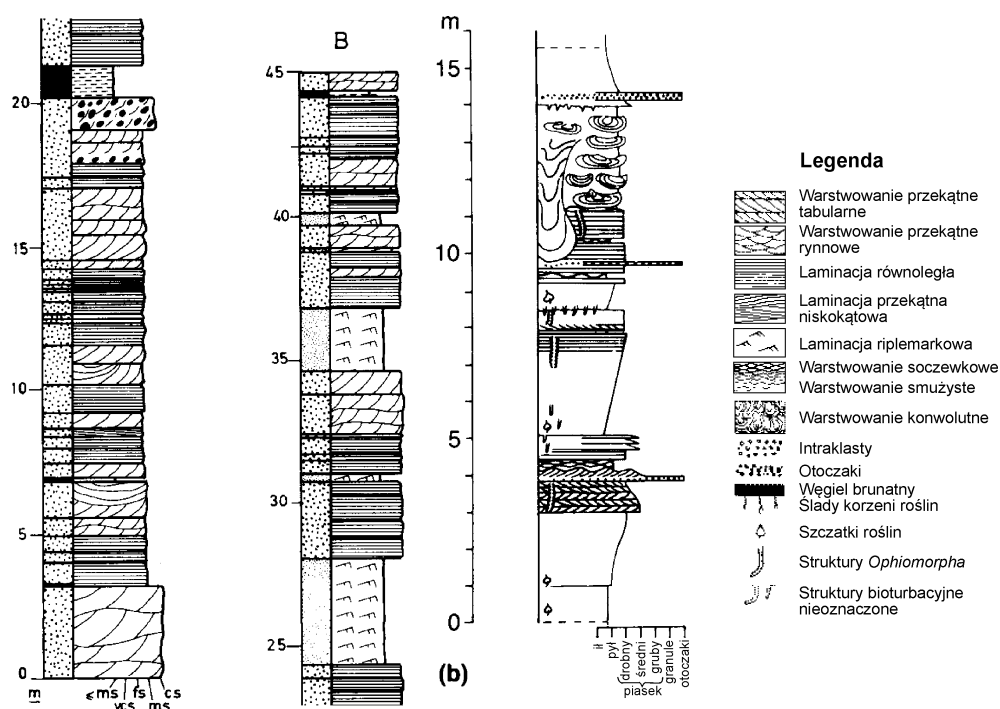 20
15
10
5
0
m
≤ ms fs cs
vcs ms
B
45
40
35
30
25
m
15
10
5
0
(b)
ił
pył
drobny
średni
gruby
granule
otoczaki
piasek
Legenda
Warstwowanie przekątne
tabularne
Warstwowanie przekątne
rynnowe
Laminacja równoległa
Laminacja przekątna
niskokątowa
Laminacja riplemarkowa
Warstwowanie soczewkowe
Warstwowanie smużyste
Warstwowanie konwolutne
Intraklasty
Otoczaki
Węgiel brunatny
Ślady korzeni roślin
Szczatki roślin
Struktury Ophiomorpha
Struktury bioturbacyjne
nieoznaczone